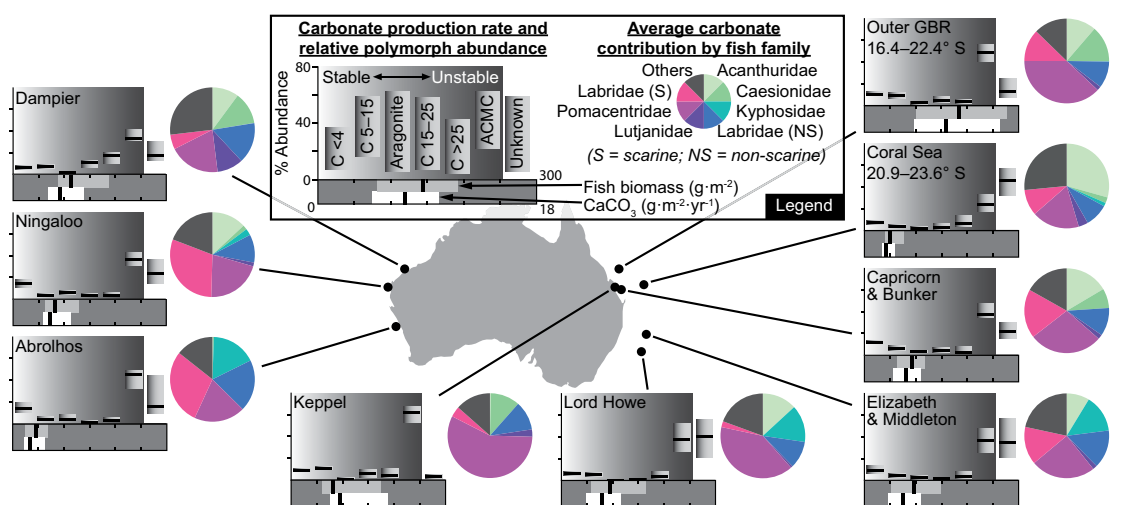 Carbonate production rate and
relative polymorph abundance
Average carbonate
contribution by fish family
80
40
0
0
% Abundance
Stable
Unstable
C <4
C 5–15
Aragonite
C 15–25
C >25
ACMC
Unknown
300
18
Fish biomass (g·m-2)
CaCO3 (g·m-2·yr-1)
Others
Acanthuridae
Labridae (S)
Caesionidae
Pomacentridae
Kyphosidae
Lutjanidae
Labridae (NS)
(S = scarine; NS = non-scarine)
Legend
Dampier
Ningaloo
Abrolhos
Keppel
Lord Howe
Outer GBR
16.4–22.4° S
Coral Sea
20.9–23.6° S
Capricorn
& Bunker
Elizabeth
& Middleton